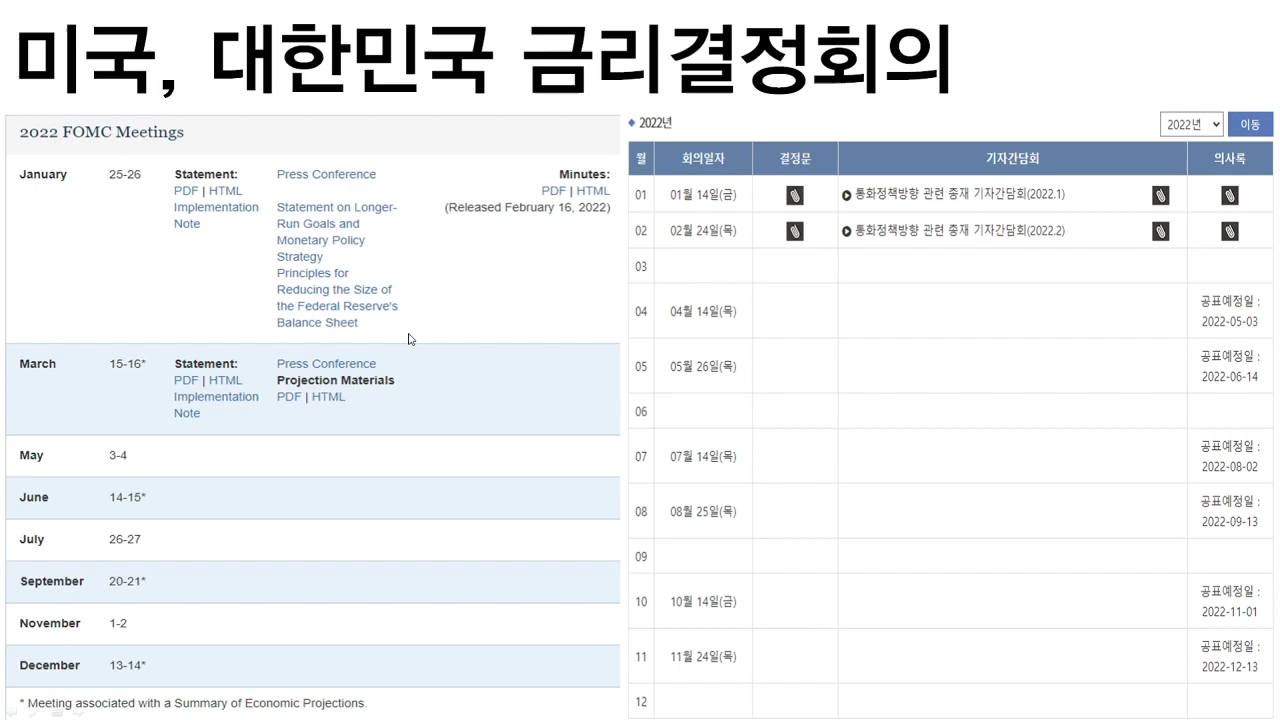 미국, 대한민국 금리결정회의
2022 FOMC Meetings
January 25-26 Statement: Press Conference Minutes:
PDF | HTML PDF | HTML
Implementation Statement on Longer- (Released February 16, 2022)
Note Run Goals and
Monetary Policy
Strategy
Principles for
Reducing the Size of
the Federal Reserve's
Balance Sheet
March 15-16* Statement: Press Conference
PDF | HTML Projection Materials
Implementation PDF | HTML
Note
May 3-4
June 14-15*
July 26-27
September 20-21*
November 1-2
December 13-14*
* Meeting associated with a Summary of Economic Projections.
2022년 2022년 이동
월 회의일자 결정문 기자간담회 의사록
01 01월 14일(금) 통화정책방향 관련 총재 기자간담회(2022.1)
02 02월 24일(목) 통화정책방향 관련 총재 기자간담회(2022.2)
03
04 04월 14일(목) 공표예정일 :
2022-05-03
05 05월 26일(목) 공표예정일 :
2022-06-14
06
07 07월 14일(목) 공표예정일 :
2022-08-02
08 08월 25일(목) 공표예정일 :
2022-09-13
09
10 10월 14일(금) 공표예정일 :
2022-11-01
11 11월 24일(목) 공표예정일 :
2022-12-13
12